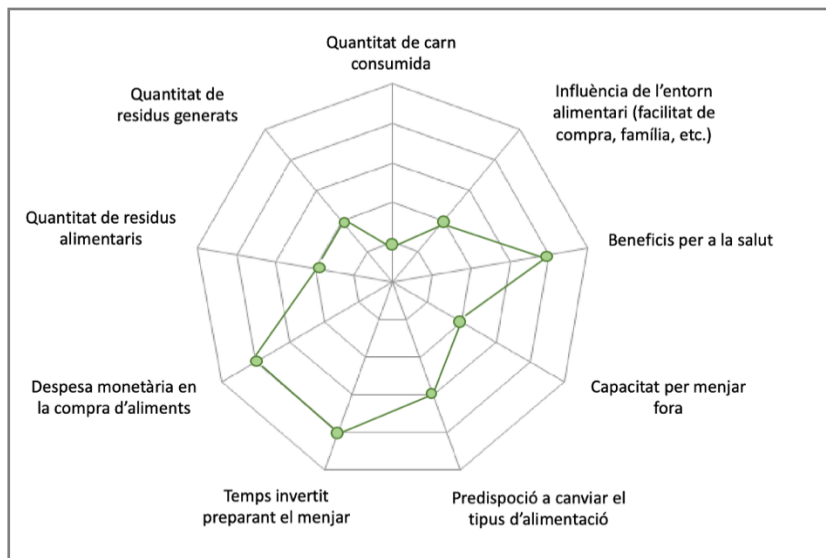 Quantitat de carn
consumida
Influència de l'entorn
alimentari (facilitat de
compra, família, etc.)
Beneficis per a la salut
Capacitat per menjar
fora
Predispoció a canviar el
tipus d'alimentació
Temps invertit
preparant el menjar
Despesa monetària en
la compra d'aliments
Quantitat de residus
alimentaris
Quantitat de
residus generats